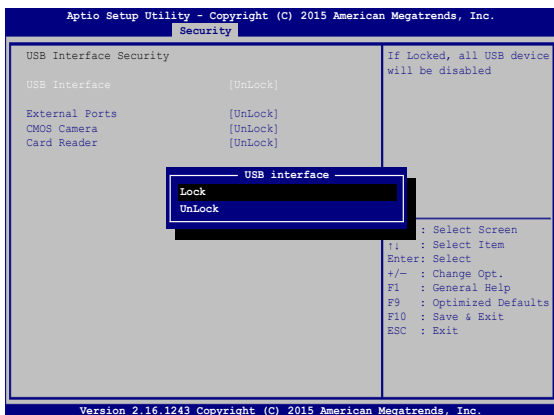 Aptio Setup Utility - Copyright (C) 2015 American Megatrends, Inc.
Security
USB Interface Security
USB Interface [UnLock]
External Ports [UnLock]
CMOS Camera [UnLock]
Card Reader [UnLock]
If Locked, all USB device
will be disabled
USB interface
Lock
UnLock
: Select Screen
↑↓ : Select Item
Enter: Select
+/— : Change Opt.
F1 : General Help
F9 : Optimized Defaults
F10 : Save & Exit
ESC : Exit
Version 2.16.1243 Copyright (C) 2015 American Megatrends, Inc.